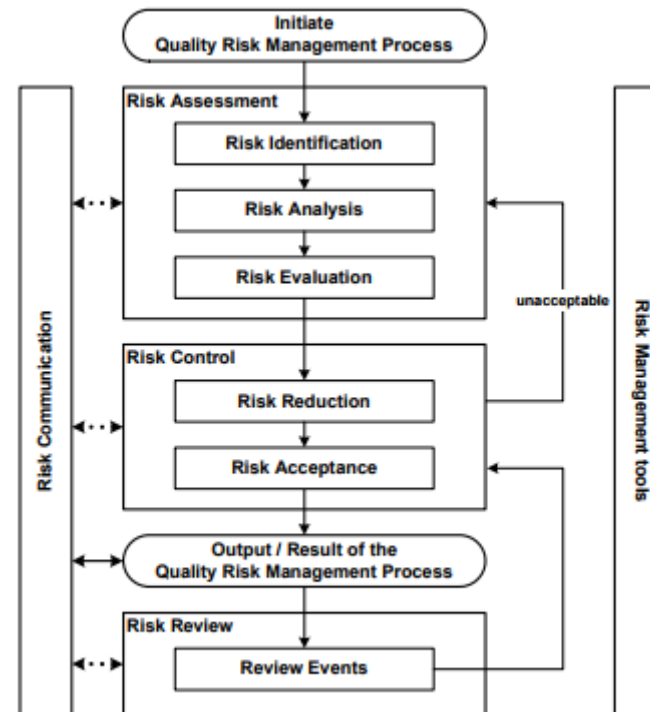 Initiate
Quality Risk Management Process
Risk Assessment
Risk Identification
Risk Analysis
Risk Evaluation
unacceptable
Risk Control
Risk Reduction
Risk Acceptance
Output / Result of the
Quality Risk Management Process
Risk Review
Review Events
Risk Communication
Risk Management tools